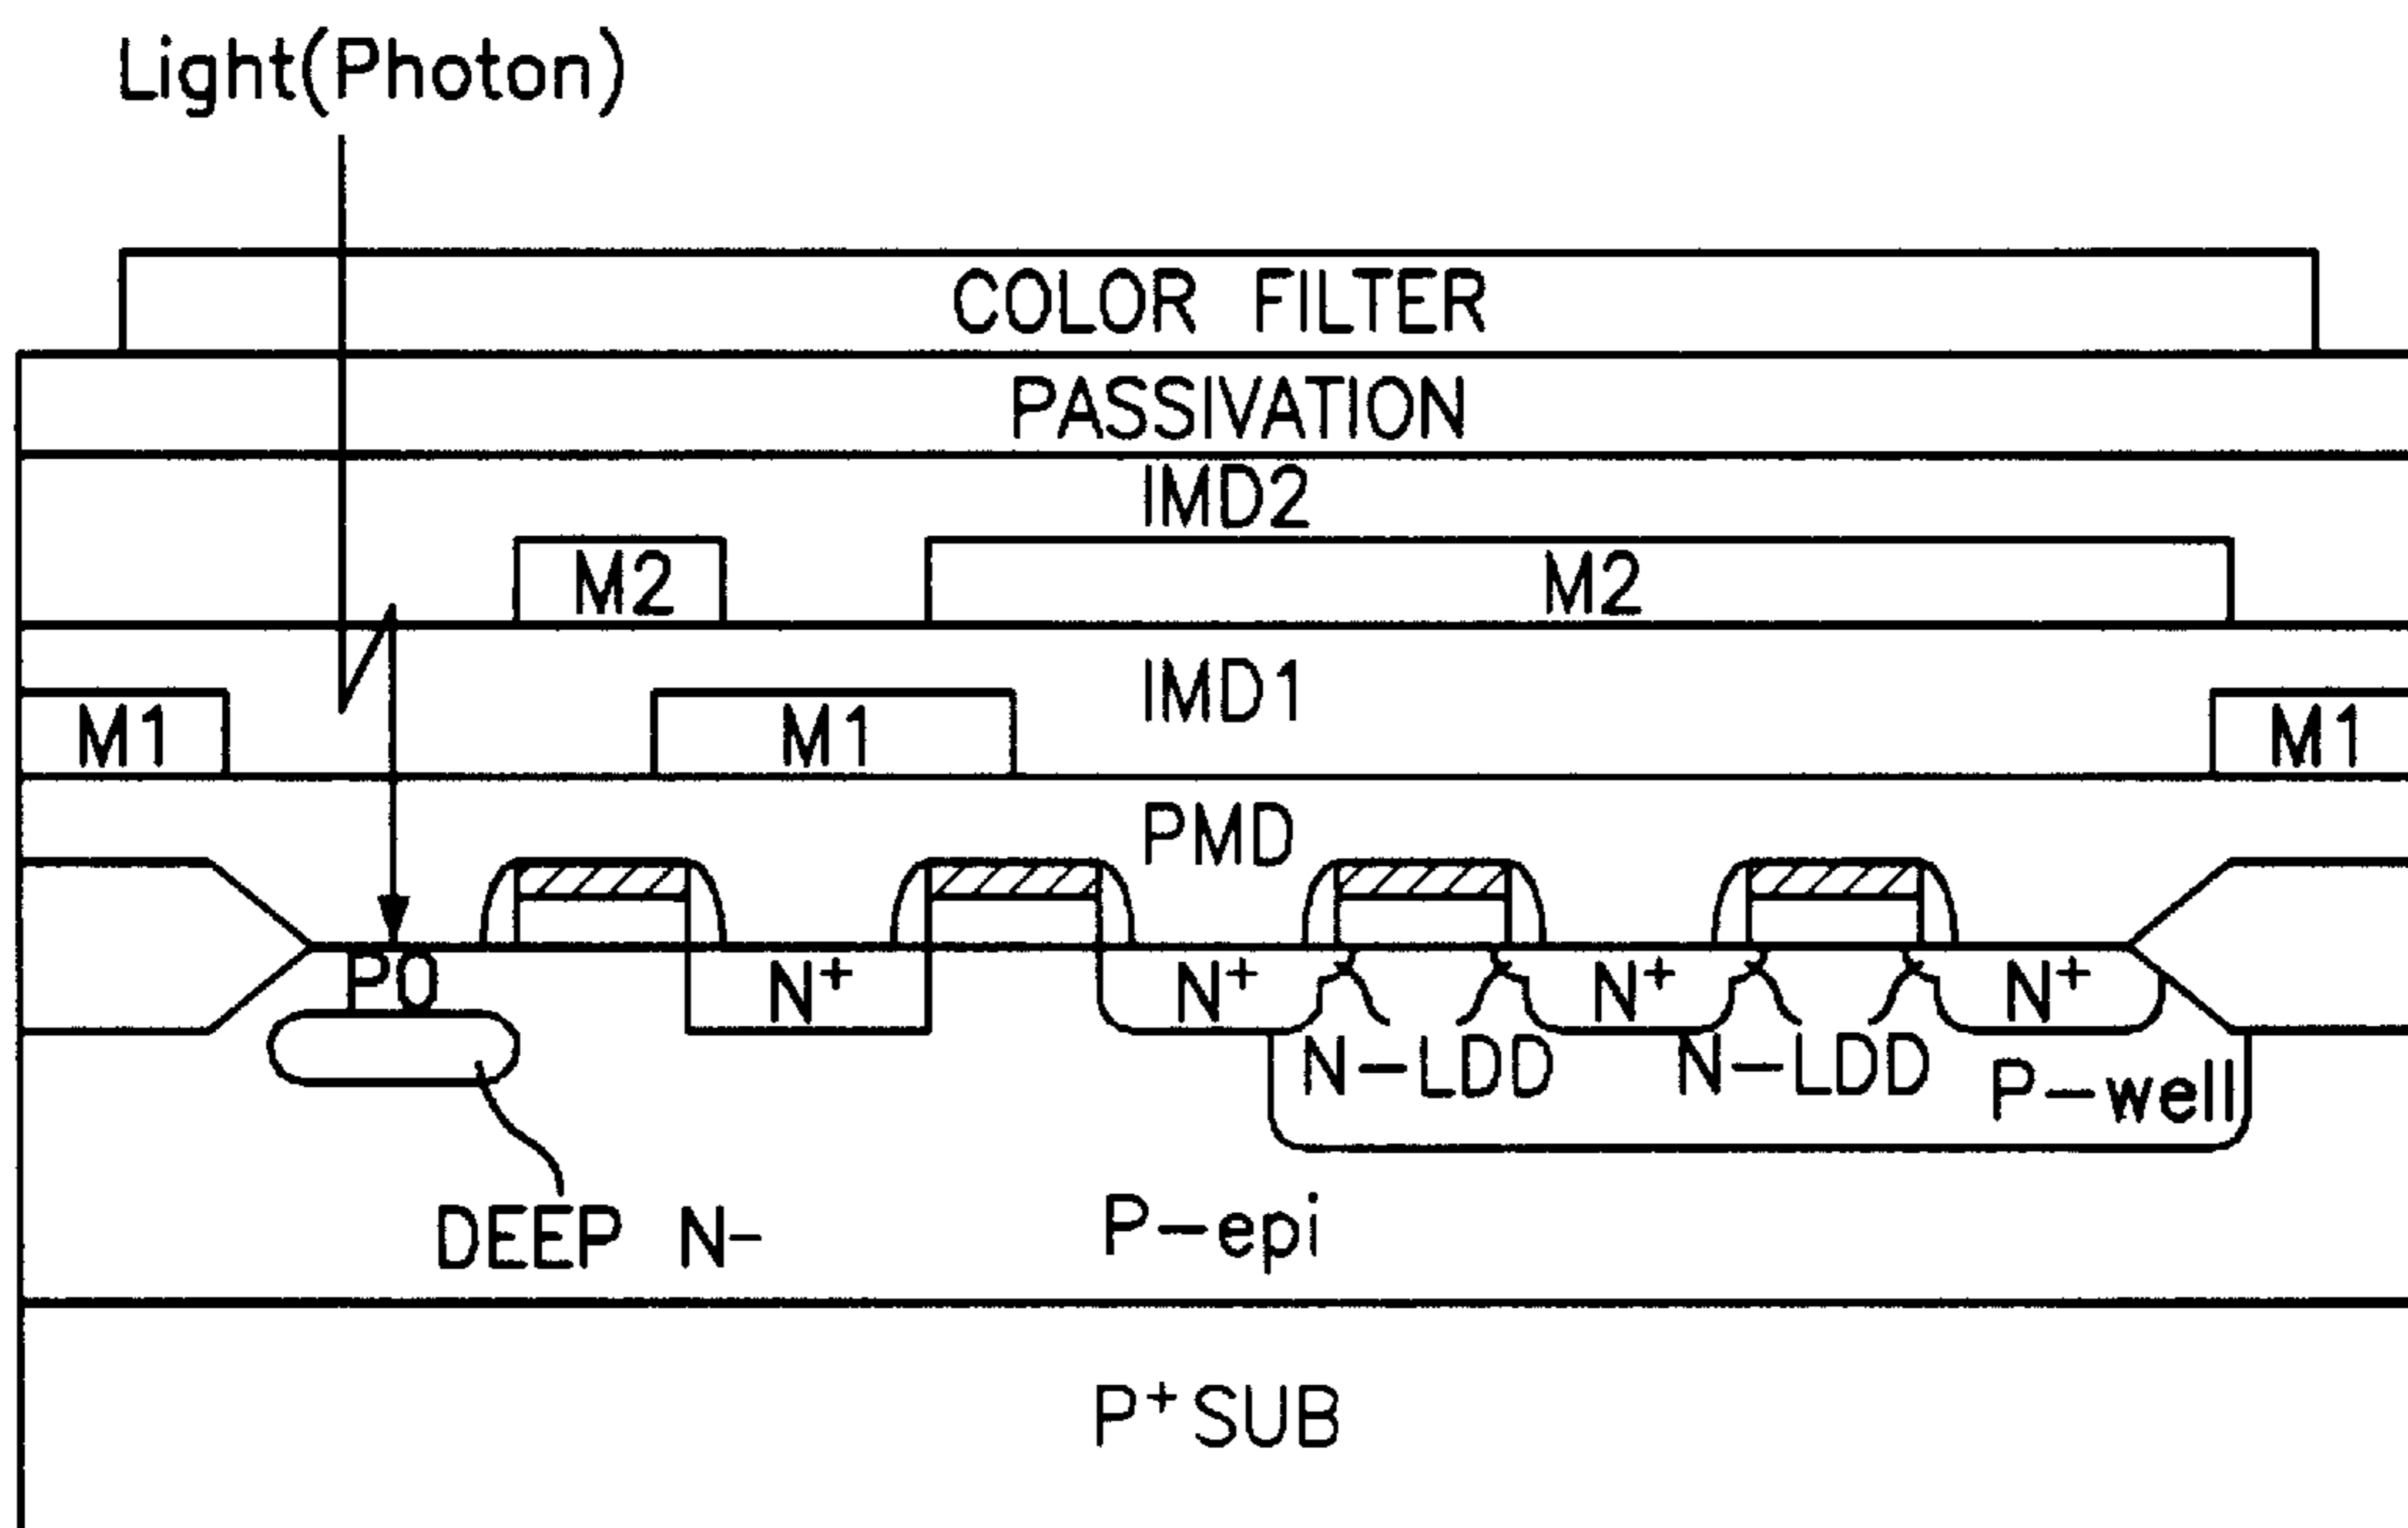 Light(Photon)
COLOR FILTER
PASSIVATION
IMD2
M2 M2
IMD1
M1 M1 M1
PMD
P0 N+ N+ N+ N+
N-LDD N-LDD P-well
DEEP N- P-epi
P+ SUB